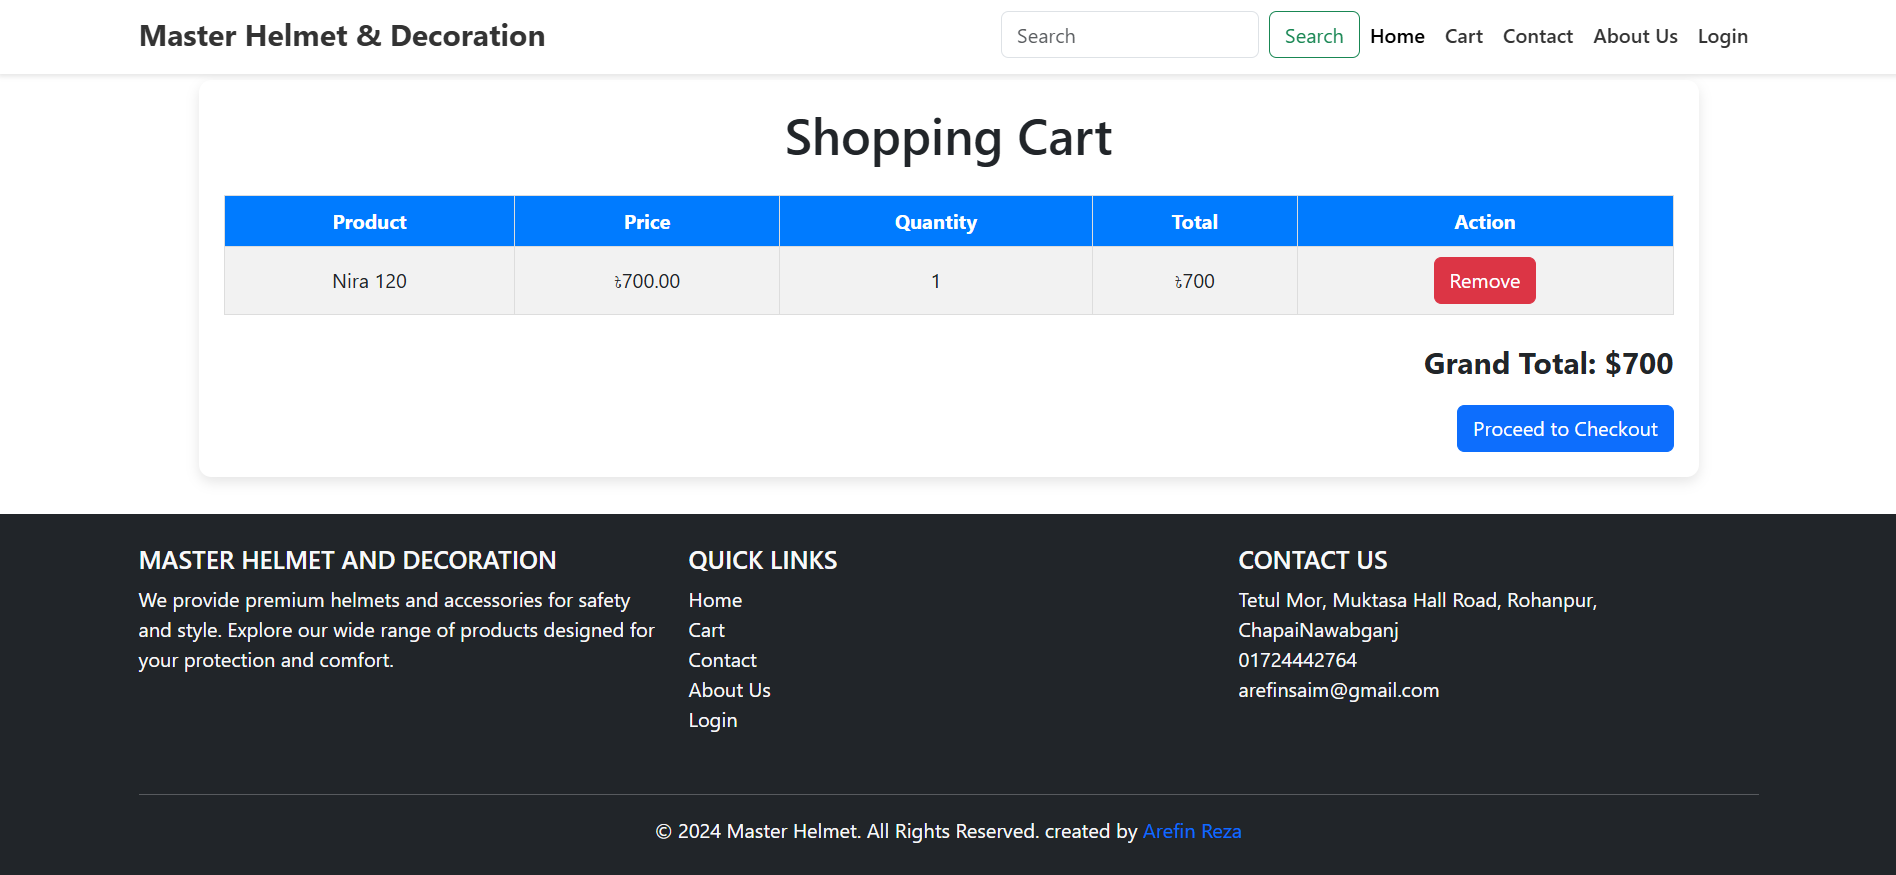 Master Helmet & Decoration
Search Search Home Cart Contact About Us Login
Shopping Cart
Product Price Quantity Total Action
Nira 120 ৳700.00 1 ৳700 Remove
Grand Total: $700
Proceed to Checkout
MASTER HELMET AND DECORATION
We provide premium helmets and accessories for safety
and style. Explore our wide range of products designed for
your protection and comfort.
QUICK LINKS
Home
Cart
Contact
About Us
Login
CONTACT US
Tetul Mor, Muktasa Hall Road, Rohanpur,
ChapaiNawabganj
01724442764
arefinsaim@gmail.com
© 2024 Master Helmet. All Rights Reserved. created by Arefin Reza